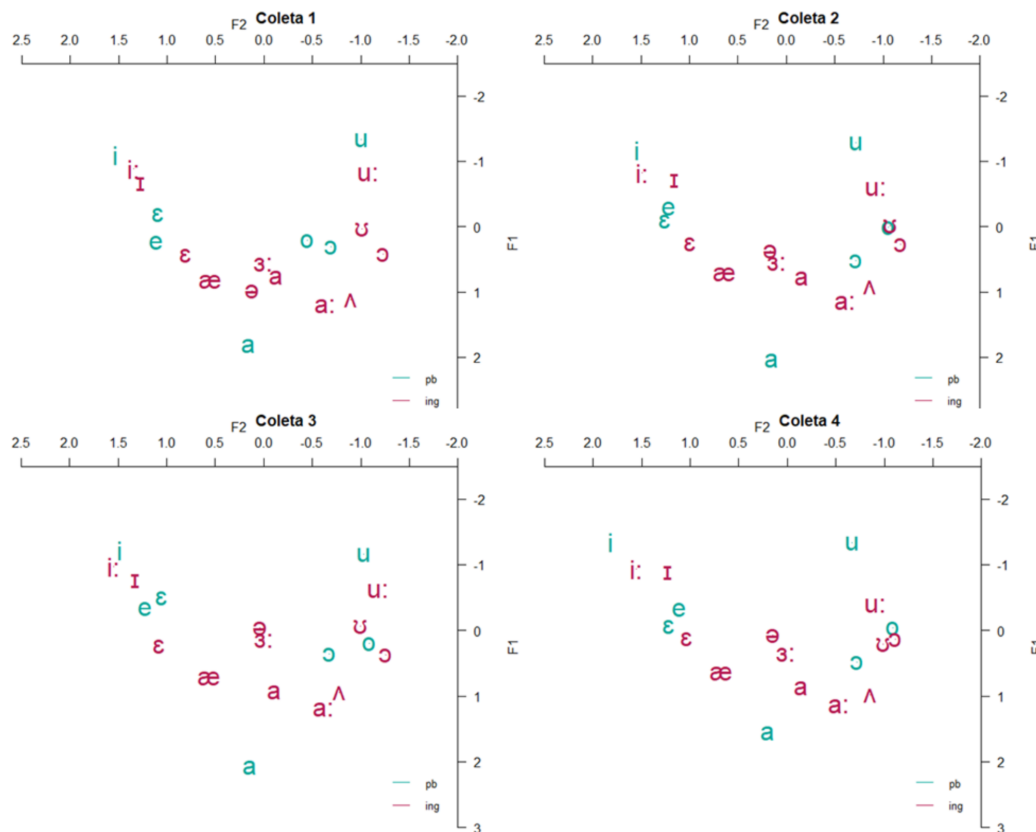 Coleta 1
F2
2.5 2.0 1.5 1.0 0.5 0.0 -0.5 -1.0 -1.5 -2.0
-2
u
i
-1
i:
u:
ɪ
ɛ
0
ʊ
F1
e
o
ɔ
ɛ
ɔ
ɜ:
a
æ
ə
1
ʌ
a:
a
2
pb
ing
Coleta 2
F2
2.5 2.0 1.5 1.0 0.5 0.0 -0.5 -1.0 -1.5 -2.0
-2
u
i
-1
i:
ɪ
u:
e
ɛ
0
ʊ
o
F1
ɛ
ɔ
ə
ɔ
ɜ:
æ
a
ʌ
1
a:
a
2
pb
ing
Coleta 3
F2
2.5 2.0 1.5 1.0 0.5 0.0 -0.5 -1.0 -1.5 -2.0
-2
i
u
-1
i:
ɪ
u:
ɛ
e
0
ə
ʊ
ɜ:
o
F1
ɛ
ɔ
ɔ
æ
a
ʌ
1
a:
a
2
pb
ing
3
Coleta 4
F2
2.5 2.0 1.5 1.0 0.5 0.0 -0.5 -1.0 -1.5 -2.0
-2
i
u
-1
i:
ɪ
e
u:
ɛ
0
o
ə
ɛ
ɔ
ʊ
F1
ɜ:
ɔ
æ
a
ʌ
1
a:
a
2
pb
ing
3